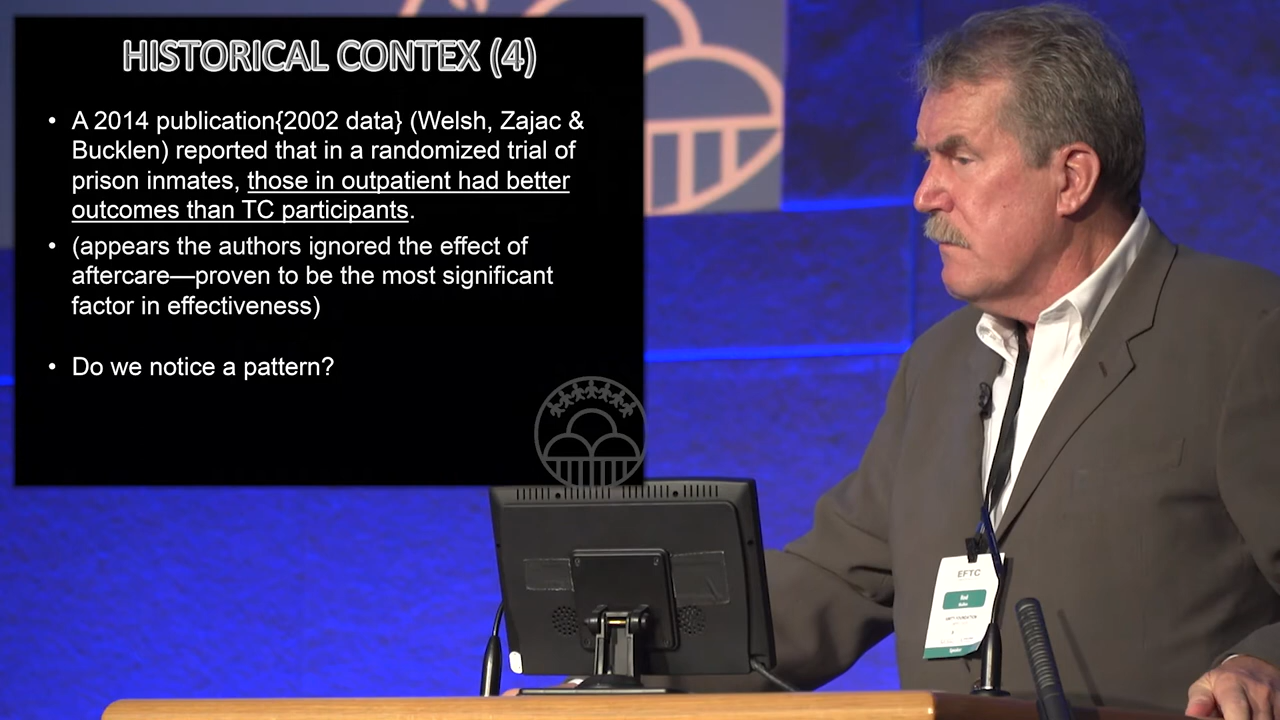 HISTORICAL CONTEX (4)
• A 2014 publication{2002 data} (Welsh, Zajac &
Bucklen) reported that in a randomized trial of
prison inmates, those in outpatient had better
outcomes than TC participants.
• (appears the authors ignored the effect of
aftercare—proven to be the most significant
factor in effectiveness)
• Do we notice a pattern?
EFTC